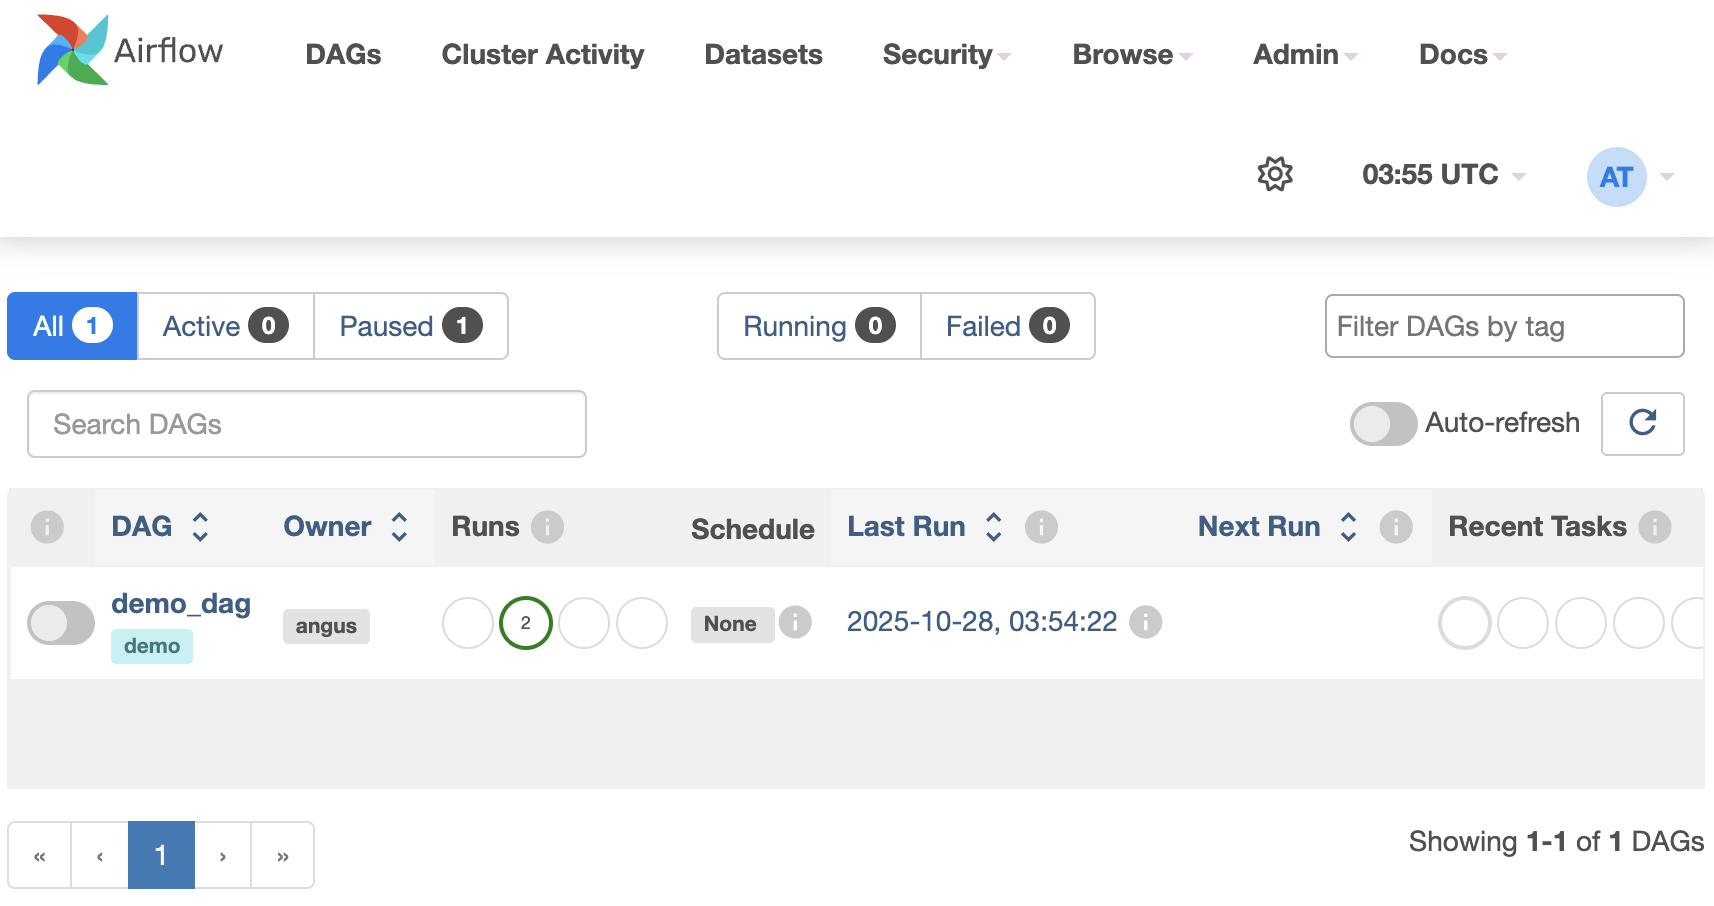 Airflow DAGs Cluster Activity Datasets Security Browse Admin Docs
03:55 UTC AT
All 1 Active 0 Paused 1 Running 0 Failed 0 Filter DAGs by tag
Search DAGs Auto-refresh
DAG Owner Runs Schedule Last Run Next Run Recent Tasks
demo_dag
angus 2 None 2025-10-28, 03:54:22
demo
« ‹ 1 › »
Showing 1-1 of 1 DAGs